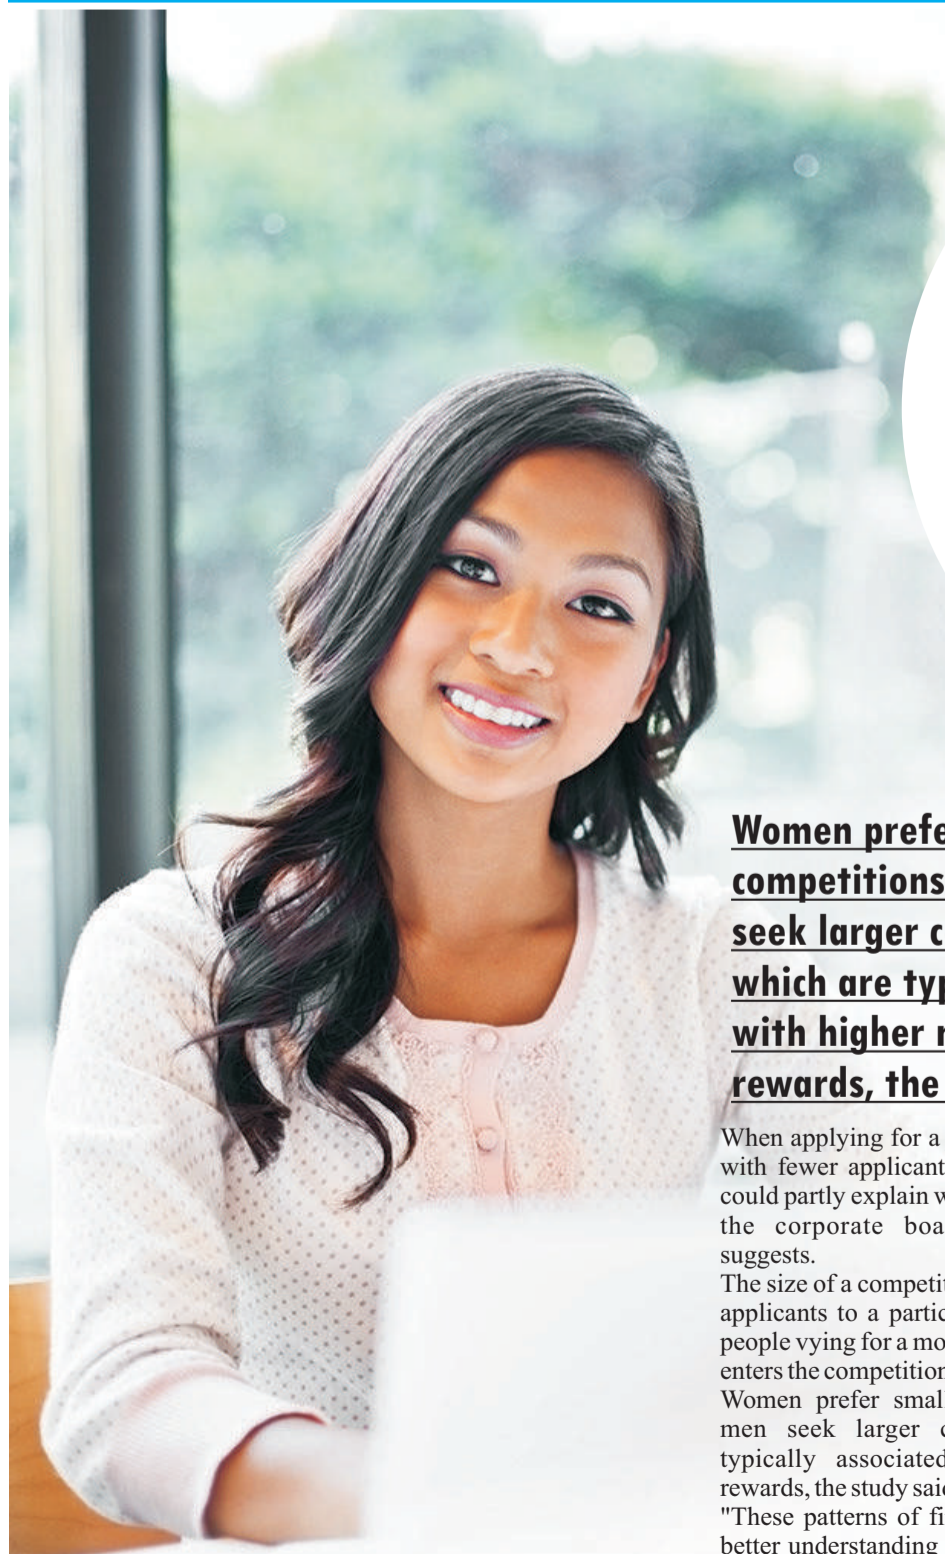 Women prefe
competitions
seek larger c
which are typ
with higher
rewards, the
When applying for a
with fewer applicant
could partly explain w
the corporate boa
suggests.
The size of a competit
applicants to a partic
people vying for a mo
enters the competition
Women prefer small
men seek larger c
typically associated
rewards, the study said
"These patterns of fi
better understanding